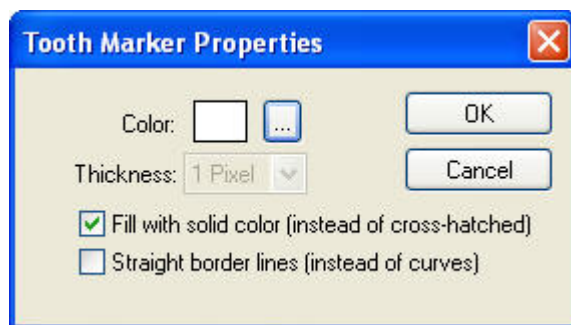 Tooth Marker Properties
Color: ... OK
Thickness: 1 Pixel Cancel
Fill with solid color (instead of cross-hatched)
Straight border lines (instead of curves)